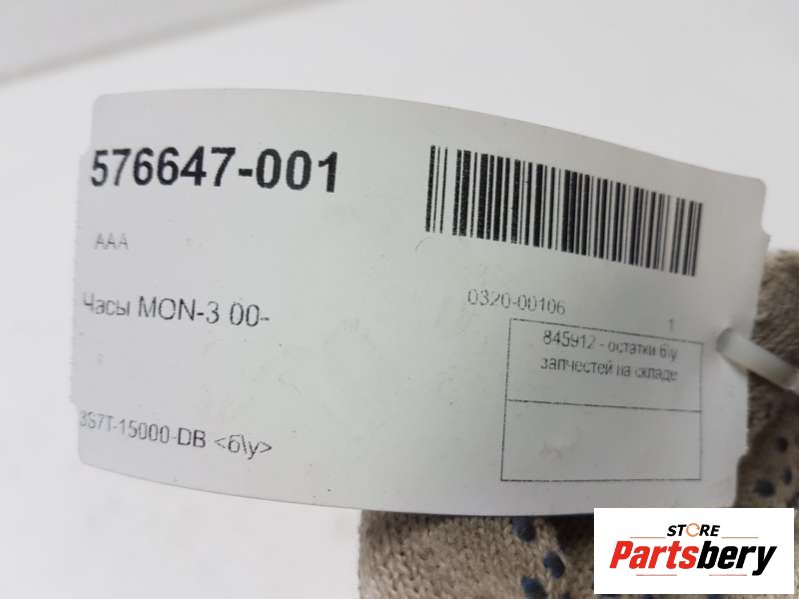 576647-001
AAA
Часы MON-3 00-
0320-00106
1
845912 - остатки б\у
запчестей на складе
3S7T-15000-DB <б\у>
STORE
Partsbery